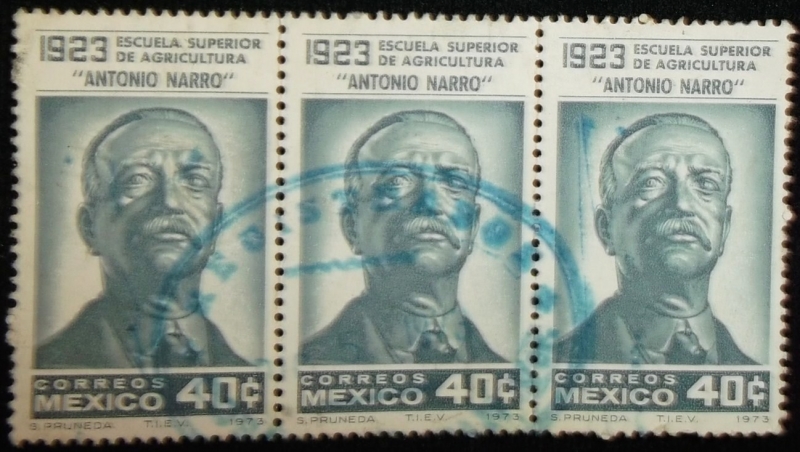 1923 ESCUELA SUPERIOR
DE AGRICULTURA
"ANTONIO NARRO"
CORREOS
MEXICO 40¢
S. PRUNEDA T.I.E.V. 1973
1923 ESCUELA SUPERIOR
DE AGRICULTURA
"ANTONIO NARRO"
CORREOS
MEXICO 40¢
S. PRUNEDA T.I.E.V. 1973
1923 ESCUELA SUPERIOR
DE AGRICULTURA
"ANTONIO NARRO"
CORREOS
MEXICO 40¢
S. PRUNEDA T.I.E.V. 1973